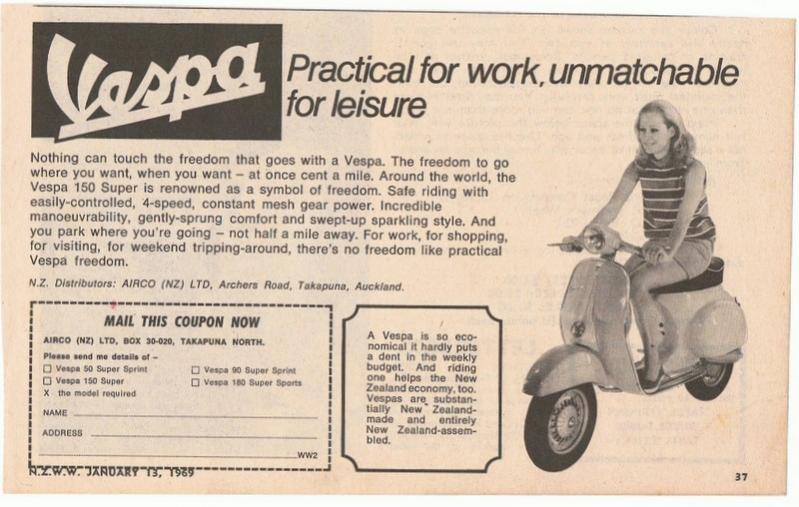 Vespa
Practical for work, unmatchable
for leisure
Nothing can touch the freedom that goes with a Vespa. The freedom to go
where you want, when you want – at once cent a mile. Around the world, the
Vespa 150 Super is renowned as a symbol of freedom. Safe riding with
easily-controlled, 4-speed, constant mesh gear power. Incredible
manoeuvrability, gently-sprung comfort and swept-up sparkling style. And
you park where you're going – not half a mile away. For work, for shopping,
for visiting, for weekend tripping-around, there's no freedom like practical
Vespa freedom.
N.Z. Distributors: AIRCO (NZ) LTD, Archers Road, Takapuna, Auckland.
MAIL THIS COUPON NOW
AIRCO (NZ) LTD, BOX 30-020, TAKAPUNA NORTH.
Please send me details of –
Vespa 50 Super Sprint
Vespa 90 Super Sprint
Vespa 150 Super
Vespa 180 Super Sports
X - the model required
NAME
ADDRESS
WW2
A Vespa is so eco-
nomical it hardly puts
a dent in the weekly
budget. And riding
one helps the New
Zealand economy, too.
Vespas are substan-
tially New Zealand-
made and entirely
New Zealand-assem-
bled.
N.Z.W.W. JANUARY 13, 1969
37